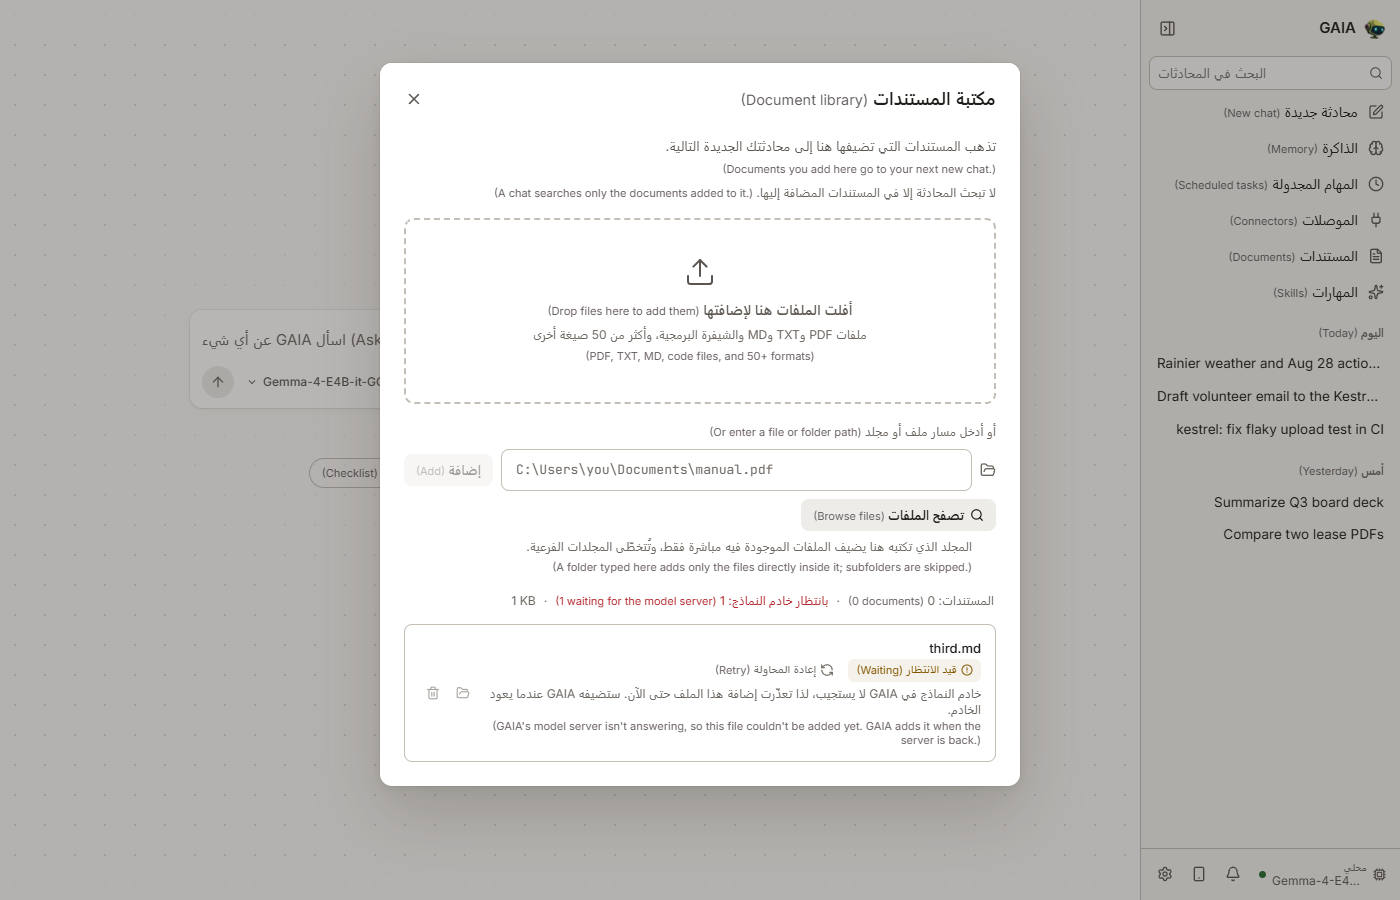 GAIA
البحث في المحادثات
محادثة جديدة (New chat)
الذاكرة (Memory)
المهام المجدولة (Scheduled tasks)
الموصلات (Connectors)
المستندات (Documents)
المهارات (Skills)
اليوم (Today)
Rainier weather and Aug 28 actio...
Draft volunteer email to the Kestr...
kestrel: fix flaky upload test in CI
أمس (Yesterday)
Summarize Q3 board deck
Compare two lease PDFs
محلي
Gemma-4-E4...
مكتبة المستندات (Document library)
تذهب المستندات التي تضيفها هنا إلى محادثتك الجديدة التالية.
(Documents you add here go to your next new chat.)
لا تبحث المحادثة إلا في المستندات المضافة إليها. (A chat searches only the documents added to it.)
أفلت الملفات هنا لإضافتها (Drop files here to add them)
ملفات PDF وTXT وMD والشيفرة البرمجية، وأكثر من 50 صيغة أخرى
(PDF, TXT, MD, code files, and 50+ formats)
أو أدخل مسار ملف أو مجلد (Or enter a file or folder path)
C:\Users\you\Documents\manual.pdf
إضافة (Add)
تصفح الملفات (Browse files)
المجلد الذي تكتبه هنا يضيف الملفات الموجودة فيه مباشرة فقط، وتُتخطّى المجلدات الفرعية.
(A folder typed here adds only the files directly inside it; subfolders are skipped.)
المستندات: 0 (0 documents) · بانتظار خادم النماذج: 1 (1 waiting for the model server) · 1 KB
third.md
قيد الانتظار (Waiting)
إعادة المحاولة (Retry)
خادم النماذج في GAIA لا يستجيب، لذا تعذّرت إضافة هذا الملف حتى الآن. ستضيفه GAIA عندما يعود
الخادم.
(GAIA's model server isn't answering, so this file couldn't be added yet. GAIA adds it when the
server is back.)
اسأل GAIA عن أي شيء (Ask
Gemma-4-E4B-it-GG
(Checklist)